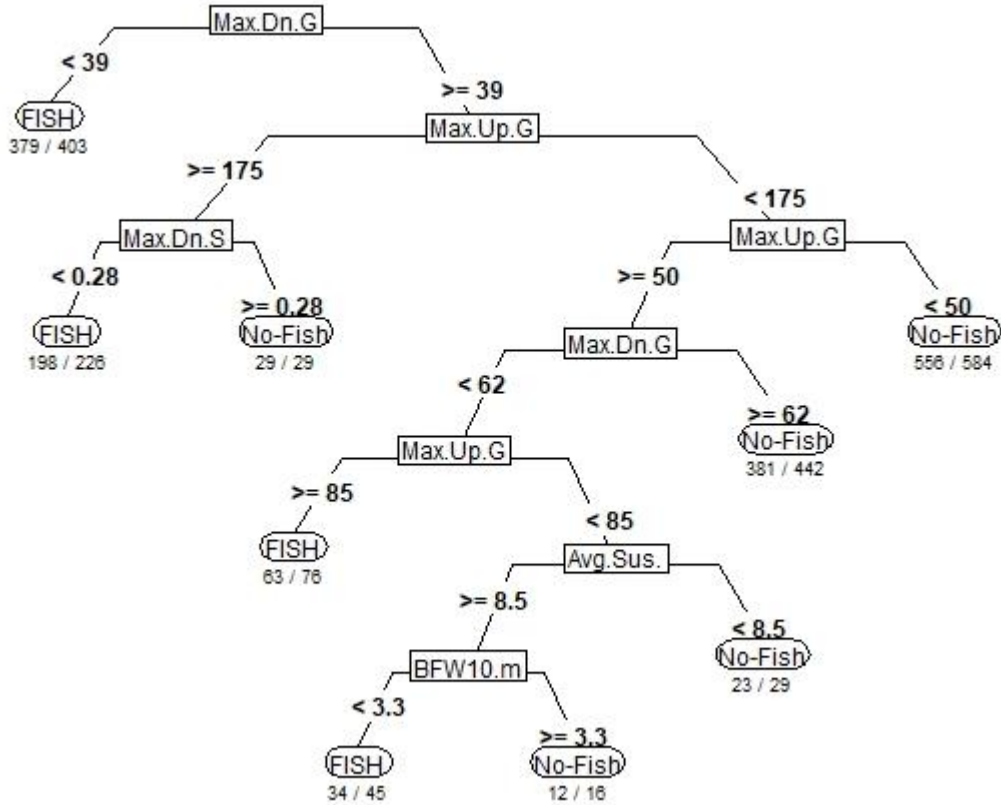 Max.Dn.G
< 39
>= 39
FISH
379 / 403
Max.Up.G
>= 175
< 175
Max.Dn.S
Max.Up.G
< 0.28
>= 0.28
>= 50
< 50
FISH
198 / 226
No-Fish
29 / 29
Max.Dn.G
No-Fish
556 / 584
< 62
>= 62
Max.Up.G
No-Fish
381 / 442
>= 85
< 85
FISH
63 / 76
Avg.Sus.
>= 8.5
< 8.5
BFW10.m
No-Fish
23 / 29
< 3.3
>= 3.3
FISH
34 / 45
No-Fish
12 / 16